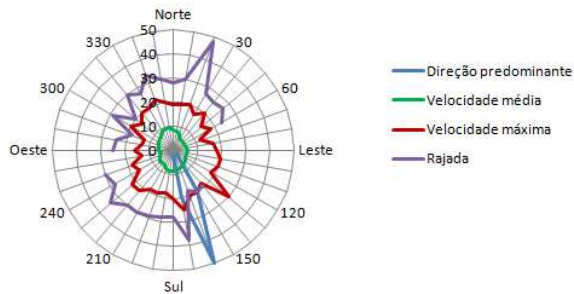 Norte
50
40
30
20
10
0
30
60
Leste
120
150
Sul
210
240
Oeste
300
330
Direção predominante
Velocidade média
Velocidade máxima
Rajada